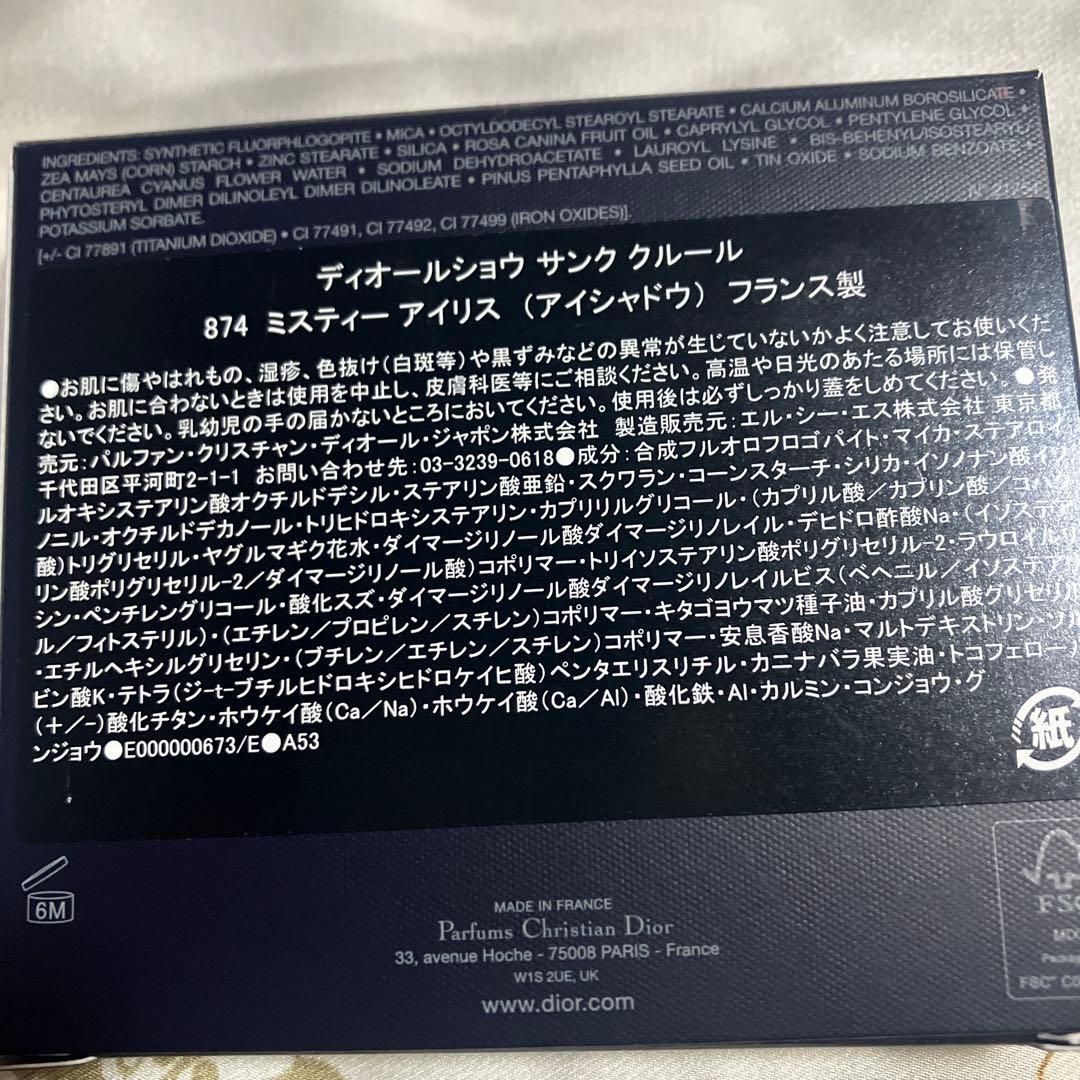 INGREDIENTS: SYNTHETIC FLUORPHLOGOPITE • MICA • OCTYLDODECYL STEAROYL STEARATE • CALCIUM ALUMINUM BOROSILICATE •
ZEA MAYS (CORN) STARCH • ZINC STEARATE • SILICA • ROSA CANINA FRUIT OIL • CAPRYLYL GLYCOL • PENTYLENE GLYCOL •
CENTAUREA CYANUS FLOWER WATER • SODIUM DEHYDROACETATE • LAUROYL LYSINE • BIS-BEHENYL/ISOSTEARYL/
PHYTOSTERYL DIMER DILINOLEYL DIMER DILINOLEATE • PINUS PENTAPHYLLA SEED OIL • TIN OXIDE • SODIUM BENZOATE •
POTASSIUM SORBATE.
[+/- CI 77891 (TITANIUM DIOXIDE) • CI 77491, CI 77492, CI 77499 (IRON OXIDES)].
N° 21754
ディオールショウ サンク クルール
874 ミスティー アイリス (アイシャドウ) フランス製
●お肌に傷やはれもの、湿疹、色抜け(白斑等)や黒ずみなどの異常が生じていないかよく注意してお使いくだ
さい。お肌に合わないときは使用を中止し、皮膚科医等にご相談ください。高温や日光のあたる場所には保管し
ないでください。乳幼児の手の届かないところにおいてください。使用後は必ずしっかり蓋をしめてください。●発
売元:パルファン・クリスチャン・ディオール・ジャポン株式会社 製造販売元:エル・シー・エス株式会社 東京都
千代田区平河町2-1-1 お問い合わせ先:03-3239-0618●成分:合成フルオロフロゴパイト・マイカ・ステアロイ
ルオキシステアリン酸オクチルドデシル・ステアリン酸亜鉛・スクワラン・コーンスターチ・シリカ・イソノナン酸イソ
ノニル・オクチルドデカノール・トリヒドロキシステアリン・カプリリルグリコール・(カプリル酸/カプリン酸/コハク
酸)トリグリセリル・ヤグルマギク花水・ダイマージリノール酸ダイマージリノレイル・デヒドロ酢酸Na・(イソステア
リン酸ポリグリセリル-2/ダイマージリノール酸)コポリマー・トリイソステアリン酸ポリグリセリル-2・ラウロイルリ
シン・ペンチレングリコール・酸化スズ・ダイマージリノール酸ダイマージリノレイルビス(ベヘニル/イソステアリ
ル/フィトステリル)・(エチレン/プロピレン/スチレン)コポリマー・キタゴヨウマツ種子油・カプリル酸グリセリル
・エチルヘキシルグリセリン・(ブチレン/エチレン/スチレン)コポリマー・安息香酸Na・マルトデキストリン・ソル
ビン酸K・テトラ(ジ-t-ブチルヒドロキシヒドロケイヒ酸)ペンタエリスリチル・カニナバラ果実油・トコフェロール
(+/-)酸化チタン・ホウケイ酸(Ca/Na)・ホウケイ酸(Ca/Al)・酸化鉄・Al・カルミン・コンジョウ・グ
ンジョウ●E000000673/E●A53
紙
6M
MADE IN FRANCE
Parfums Christian Dior
33, avenue Hoche - 75008 PARIS - France
W1S 2UE, UK
www.dior.com
FSC